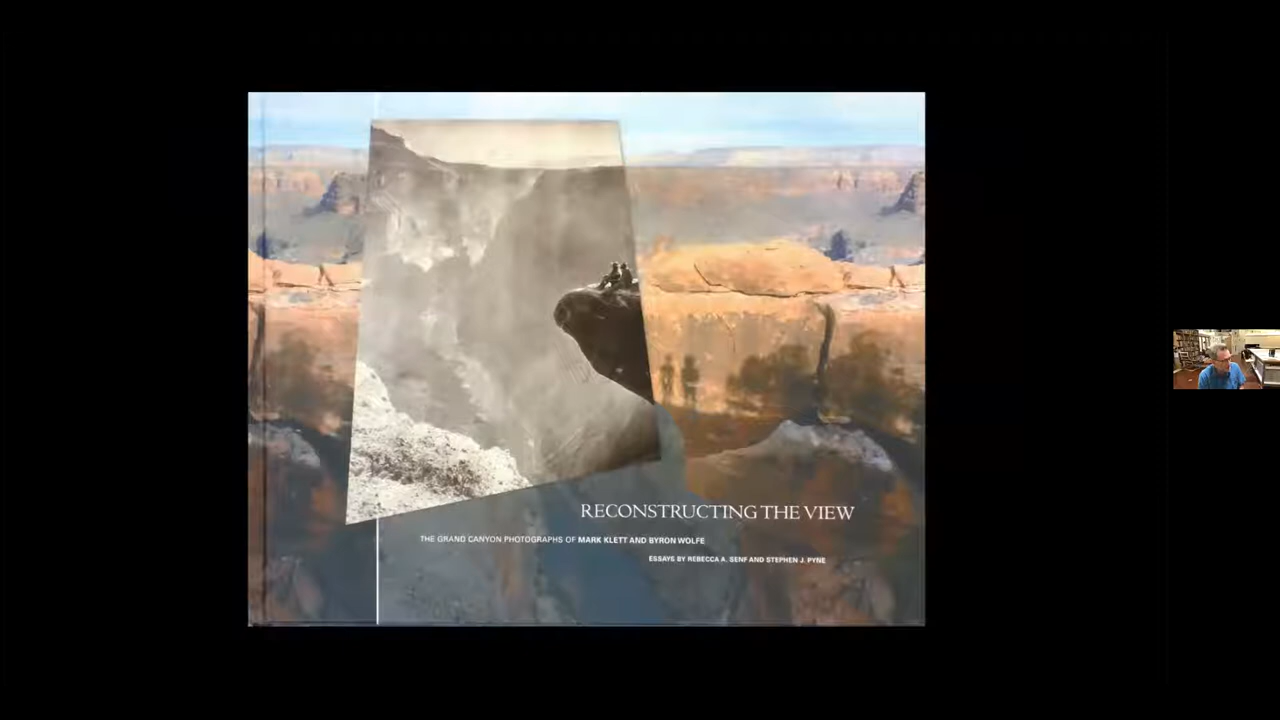 RECONSTRUCTING THE VIEW
THE GRAND CANYON PHOTOGRAPHS OF MARK KLETT AND BYRON WOLFE
ESSAYS BY REBECCA A. SENF AND STEPHEN J. PYNE